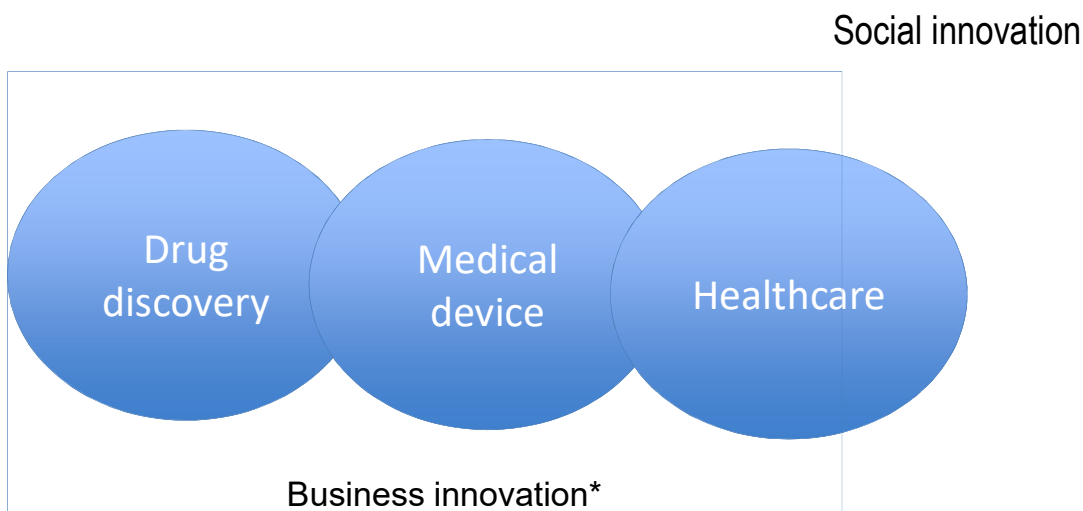 Social innovation
Drug
discovery
Medical
device
Healthcare
Business innovation*